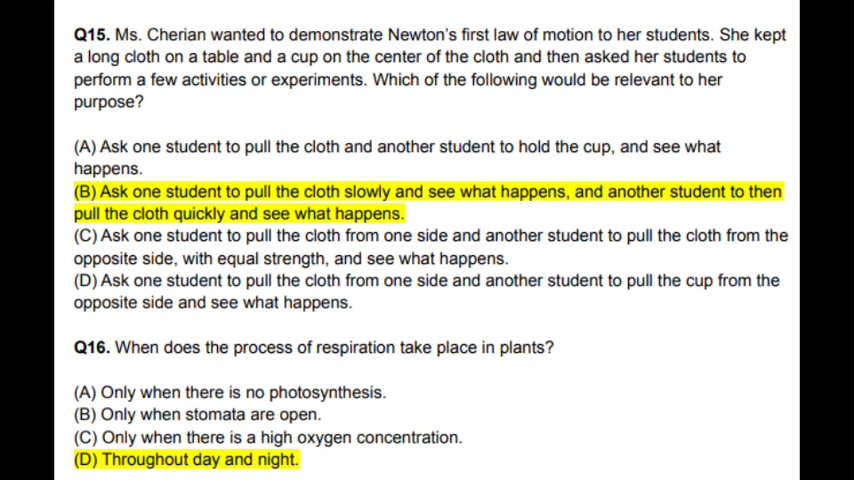 Q15. Ms. Cherian wanted to demonstrate Newton's first law of motion to her students. She kept
a long cloth on a table and a cup on the center of the cloth and then asked her students to
perform a few activities or experiments. Which of the following would be relevant to her
purpose?
(A) Ask one student to pull the cloth and another student to hold the cup, and see what
happens.
(B) Ask one student to pull the cloth slowly and see what happens, and another student to then
pull the cloth quickly and see what happens.
(C) Ask one student to pull the cloth from one side and another student to pull the cloth from the
opposite side, with equal strength, and see what happens.
(D) Ask one student to pull the cloth from one side and another student to pull the cup from the
opposite side and see what happens.
Q16. When does the process of respiration take place in plants?
(A) Only when there is no photosynthesis.
(B) Only when stomata are open.
(C) Only when there is a high oxygen concentration.
(D) Throughout day and night.